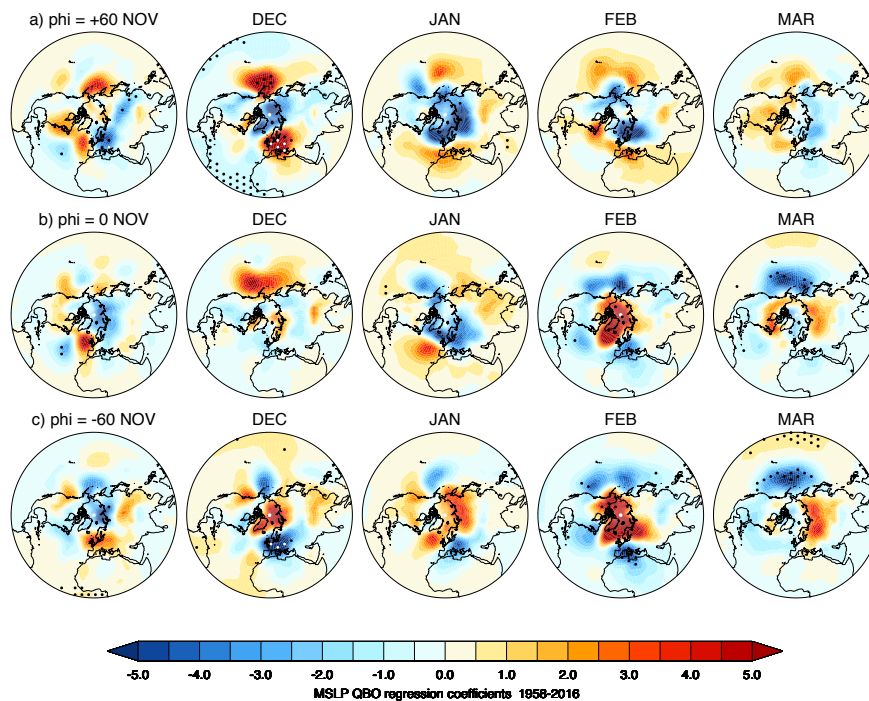 a) phi = +60 NOV DEC JAN FEB MAR
b) phi = 0 NOV DEC JAN FEB MAR
c) phi = -60 NOV DEC JAN FEB MAR
-5.0 -4.0 -3.0 -2.0 -1.0 0.0 1.0 2.0 3.0 4.0 5.0
MSLP QBO regression coefficients 1958-2016